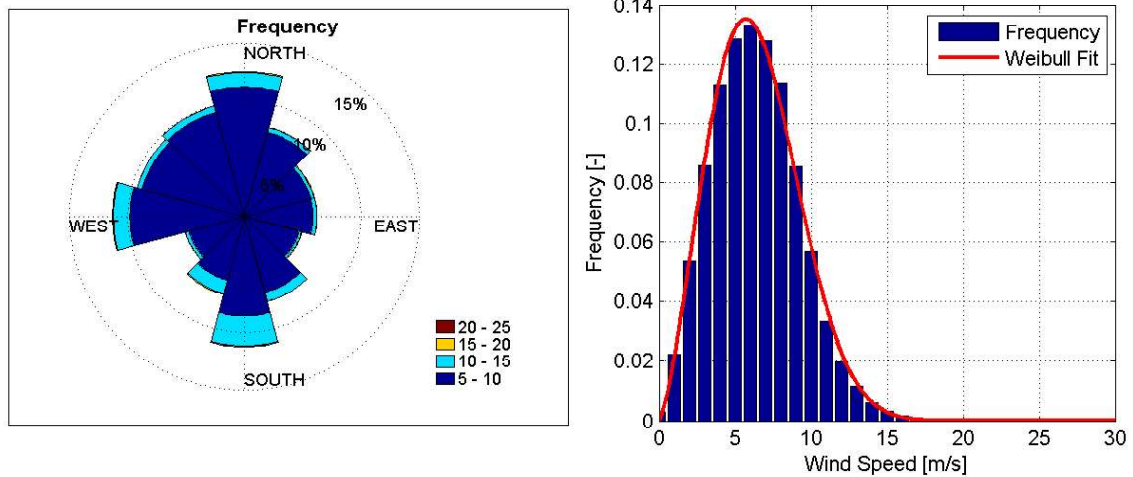 Frequency
NORTH
15%
10%
5%
WEST
EAST
SOUTH
20 - 25
15 - 20
10 - 15
5 - 10
0.14
0.12
0.1
0.08
0.06
0.04
0.02
0
Frequency [-]
Frequency
Weibull Fit
0 5 10 15 20 25 30
Wind Speed [m/s]